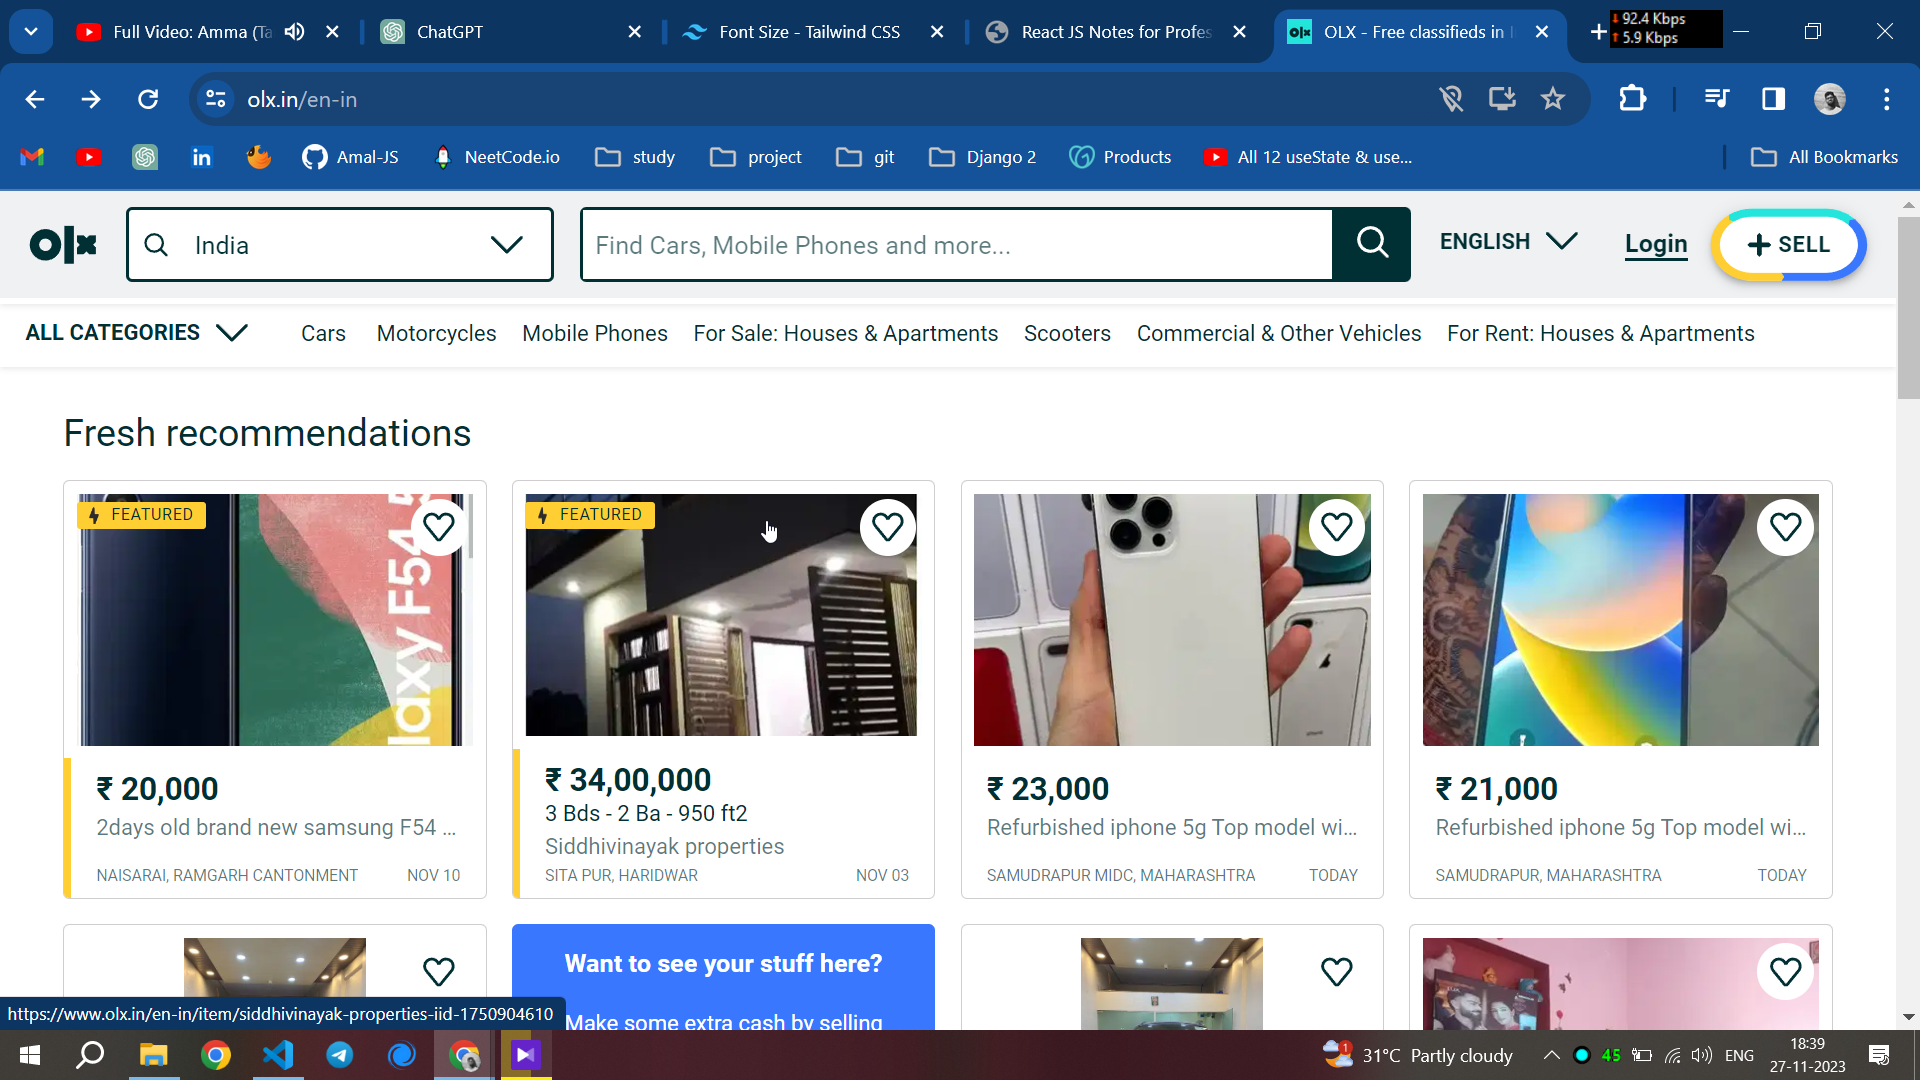 Full Video: Amma (Ta
ChatGPT
Font Size - Tailwind CSS
React JS Notes for Profes
OLX - Free classifieds in I
92.4 Kbps
5.9 Kbps
olx.in/en-in
Amal-JS
NeetCode.io
study
project
git
Django 2
Products
All 12 useState & use...
All Bookmarks
olx
India
Find Cars, Mobile Phones and more...
ENGLISH
Login
+ SELL
ALL CATEGORIES
Cars
Motorcycles
Mobile Phones
For Sale: Houses & Apartments
Scooters
Commercial & Other Vehicles
For Rent: Houses & Apartments
Fresh recommendations
FEATURED
laxy F54 5
₹ 20,000
2days old brand new samsung F54 ...
NAISARAI, RAMGARH CANTONMENT
NOV 10
FEATURED
₹ 34,00,000
3 Bds - 2 Ba - 950 ft2
Siddhivinayak properties
SITA PUR, HARIDWAR
NOV 03
₹ 23,000
Refurbished iphone 5g Top model wi...
SAMUDRAPUR MIDC, MAHARASHTRA
TODAY
₹ 21,000
Refurbished iphone 5g Top model wi...
SAMUDRAPUR, MAHARASHTRA
TODAY
Want to see your stuff here?
Make some extra cash by selling
https://www.olx.in/en-in/item/siddhivinayak-properties-iid-1750904610
1
31°C Partly cloudy
45
ENG
18:39
27-11-2023